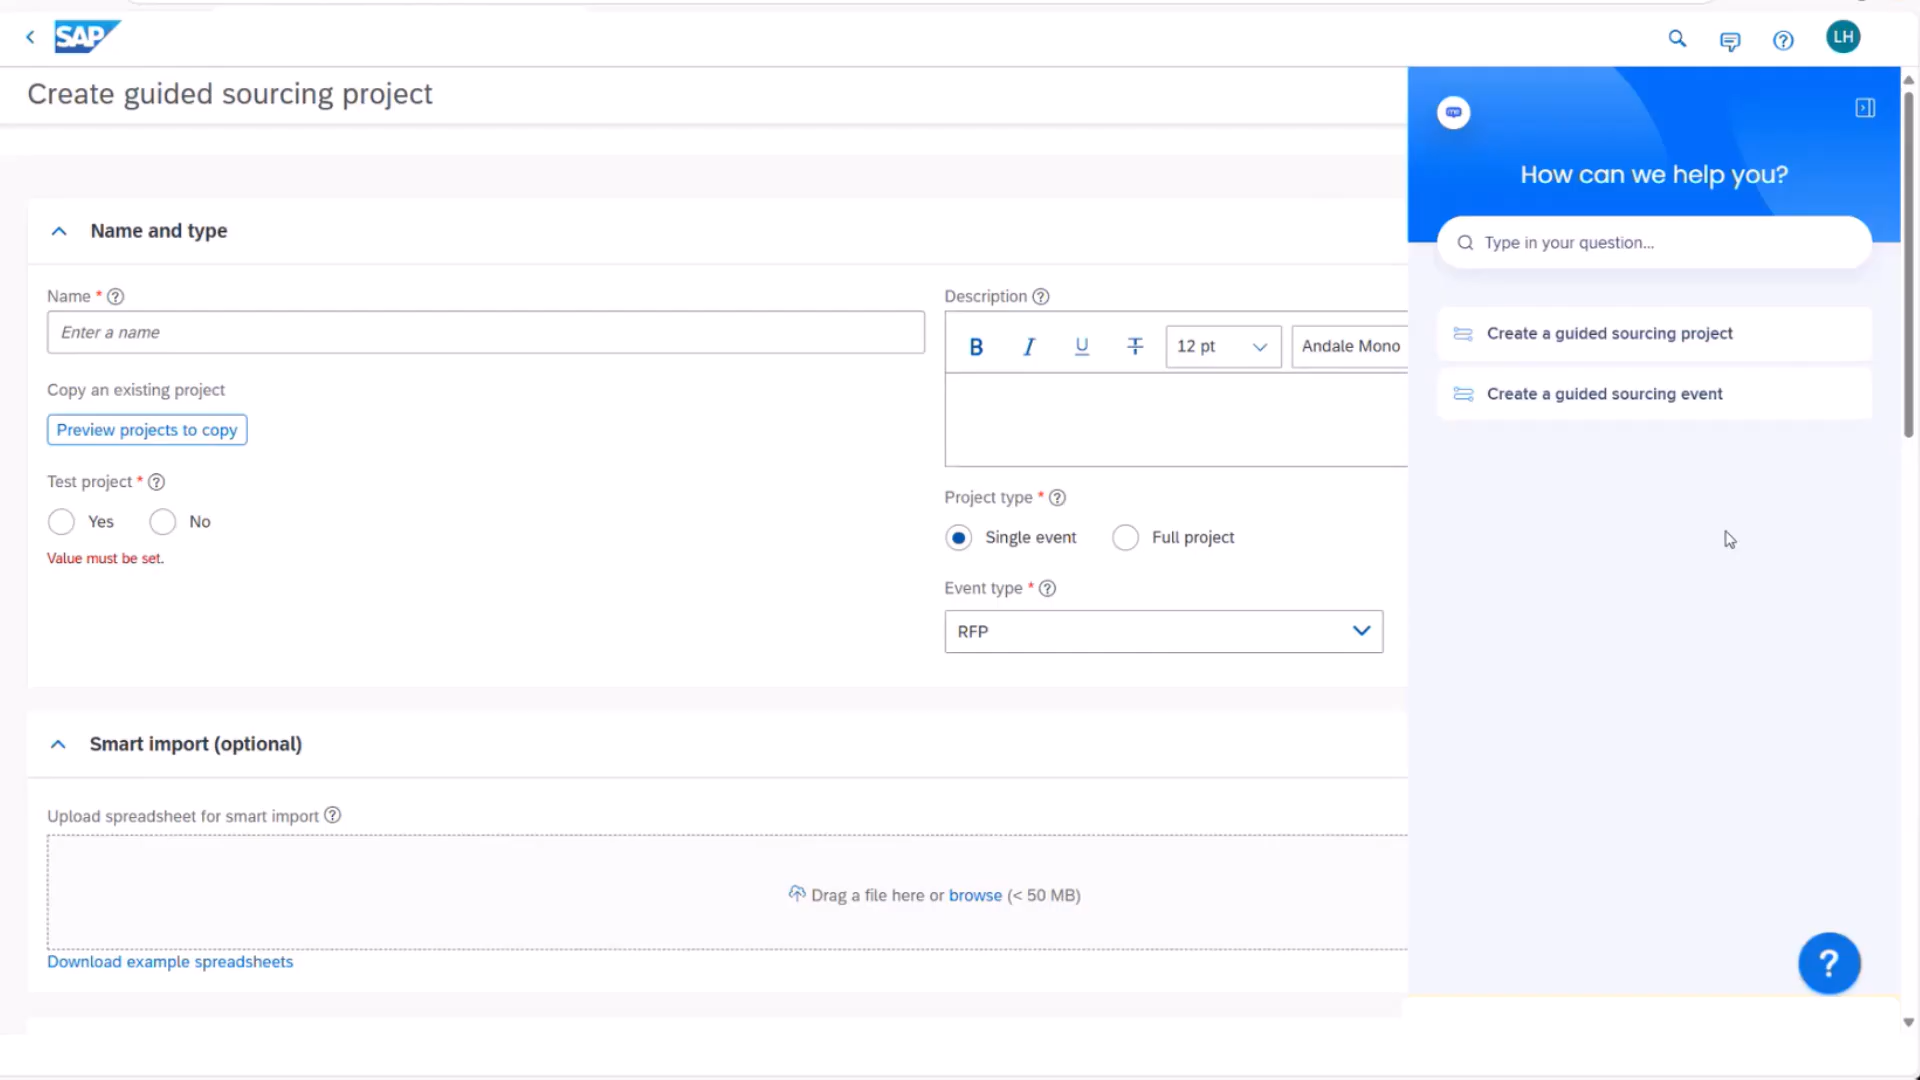 SAP
LH
Create guided sourcing project
How can we help you?
Type in your question...
Create a guided sourcing project
Create a guided sourcing event
Name and type
Name *
Enter a name
Copy an existing project
Preview projects to copy
Test project *
Yes No
Value must be set.
Description
B I U T 12 pt Andale Mono
Project type *
Single event Full project
Event type *
RFP
Smart import (optional)
Upload spreadsheet for smart import
Drag a file here or browse (< 50 MB)
Download example spreadsheets
?